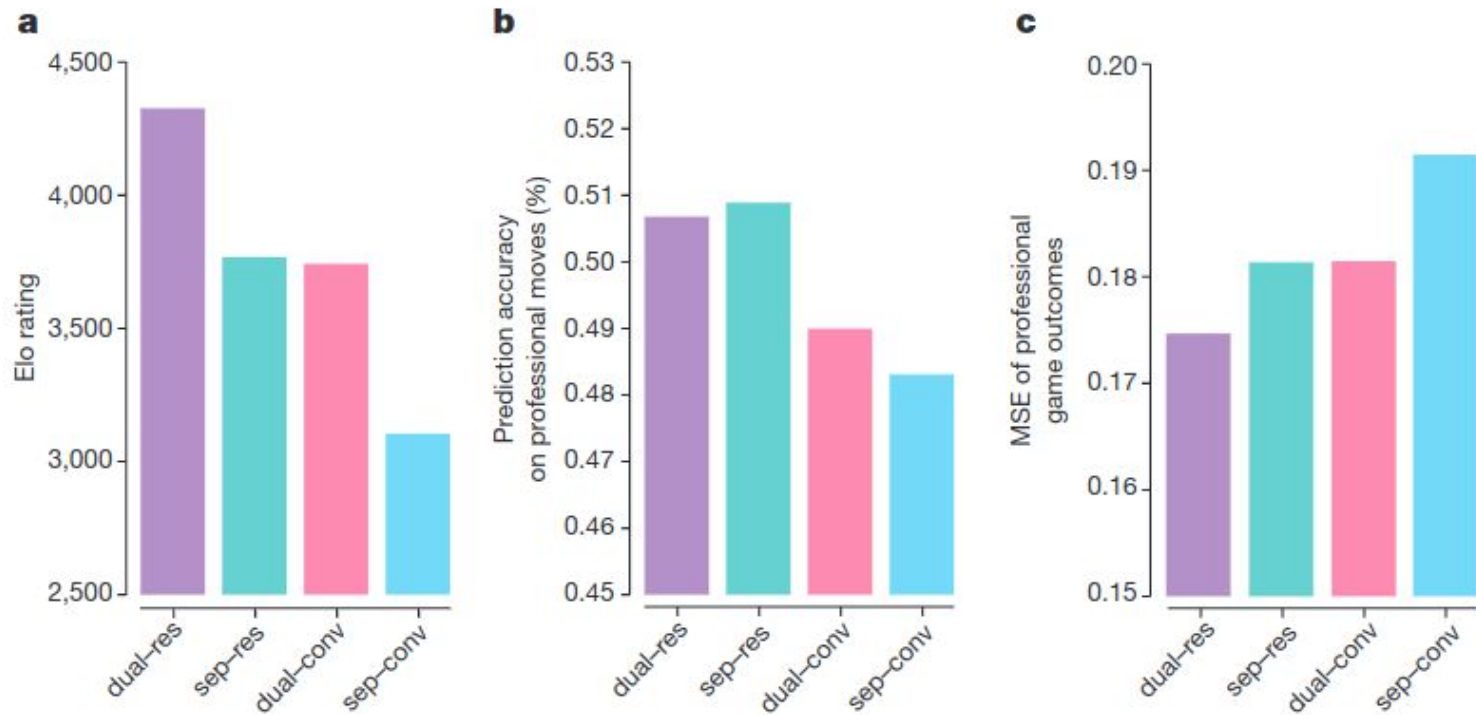 a
Elo rating
4,500
4,000
3,500
3,000
2,500
dual–res
sep–res
dual–conv
sep–conv
b
Prediction accuracy
on professional moves (%)
0.53
0.52
0.51
0.50
0.49
0.48
0.47
0.46
0.45
dual–res
sep–res
dual–conv
sep–conv
c
MSE of professional
game outcomes
0.20
0.19
0.18
0.17
0.16
0.15
dual–res
sep–res
dual–conv
sep–conv